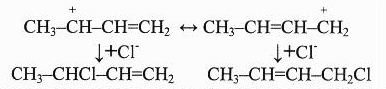 + +
CH₃–CH–CH=CH₂ ↔ CH₃–CH=CH–CH₂
↓+Cl⁻ ↓+Cl⁻
CH₃–CHCl–CH=CH₂ CH₃–CH=CH–CH₂Cl